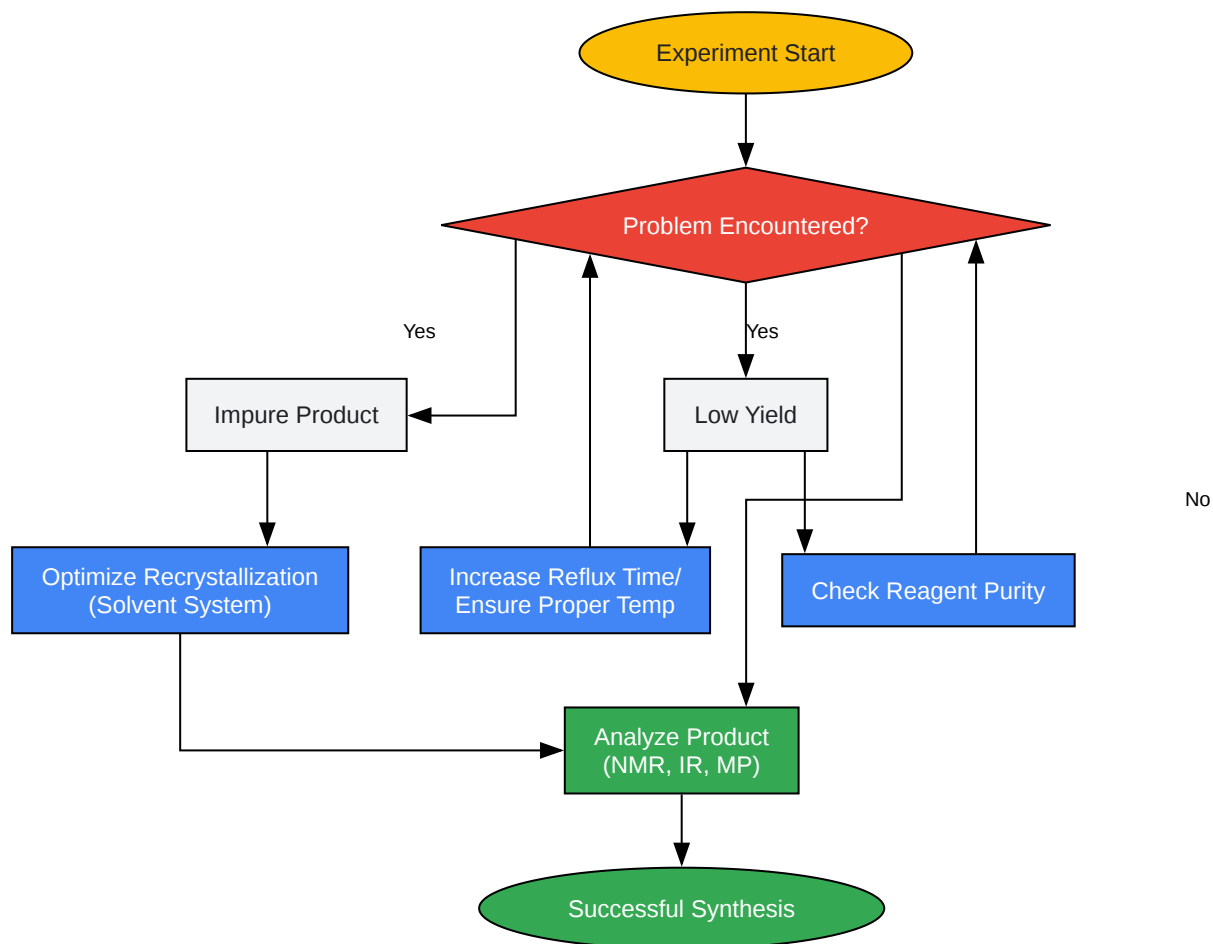 Experiment Start
Problem Encountered?
Yes
Yes
Impure Product
Low Yield
No
Optimize Recrystallization
(Solvent System)
Increase Reflux Time/
Ensure Proper Temp
Check Reagent Purity
Analyze Product
(NMR, IR, MP)
Successful Synthesis